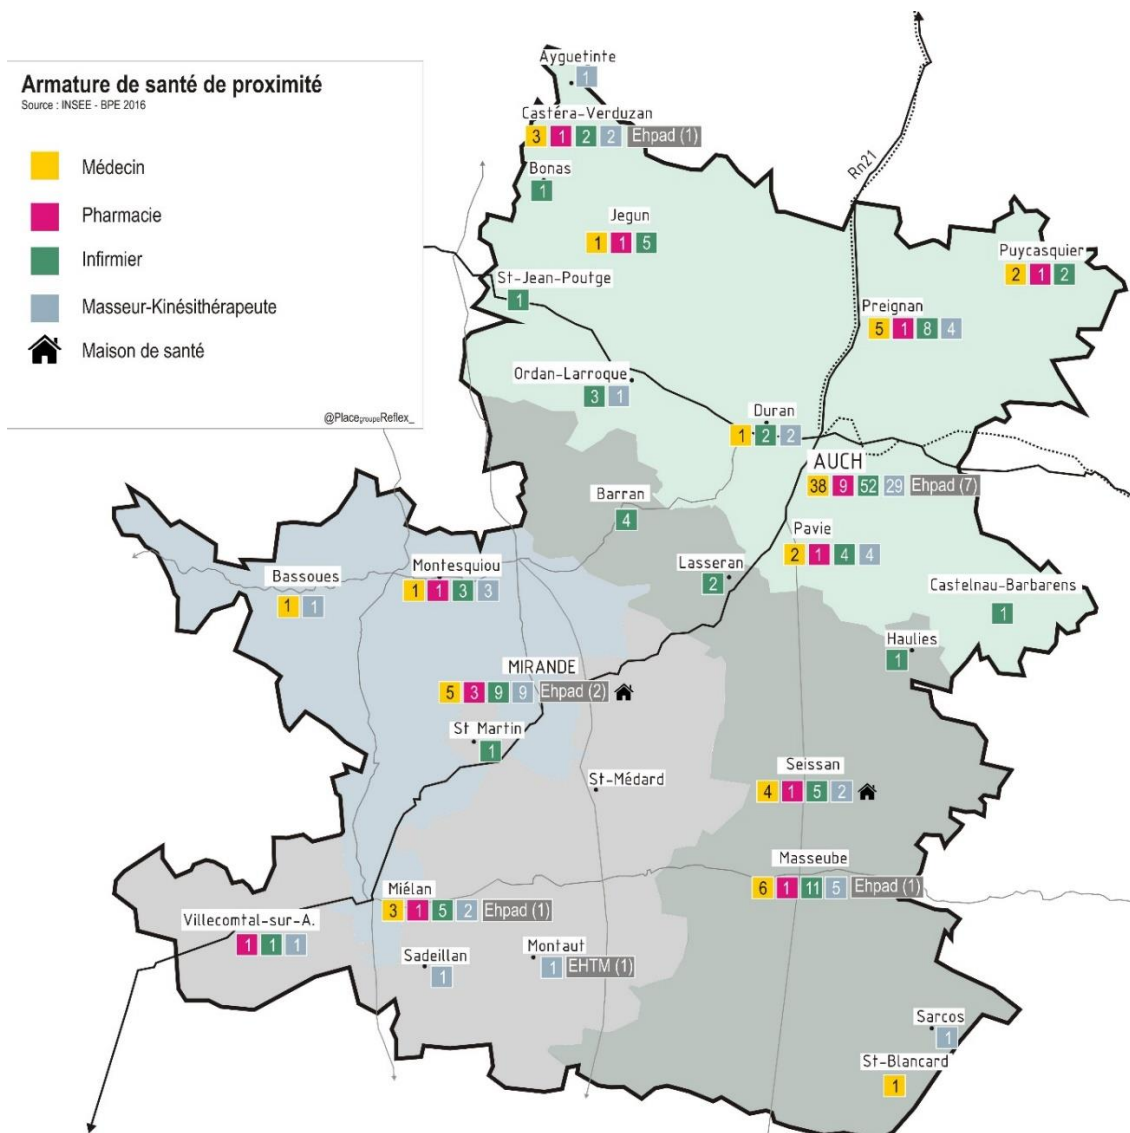 Armature de santé de proximité
Source : INSEE - BPE 2016
Médecin
Pharmacie
Infirmier
Masseur-Kinésithérapeute
Maison de santé
@PlacegroupeReflex_
Ayguetinte
1
Castéra-Verduzan
3 1 2 2 Ehpad (1)
Bonas
1
Rn21
Jegun
1 1 5
Puycasquier
2 1 2
St-Jean-Poutge
1
Preignan
5 1 8 4
Ordan-Larroque
3 1
Duran
1 2 2
AUCH
38 9 52 29 Ehpad (7)
Barran
4
Pavie
2 1 4 4
Lasseran
2
Montesquiou
1 1 3 3
Bassoues
1 1
Castelnau-Barbarens
1
Haulies
1
MIRANDE
5 3 9 9 Ehpad (2)
St Martin
1
St-Médard
Seissan
4 1 5 2
Masseube
6 1 11 5 Ehpad (1)
Miélan
3 1 5 2 Ehpad (1)
Villecomtal-sur-A.
1 1 1
Sadeillan
1
Montaut
1 EHTM (1)
Sarcos
1
St-Blancard
1